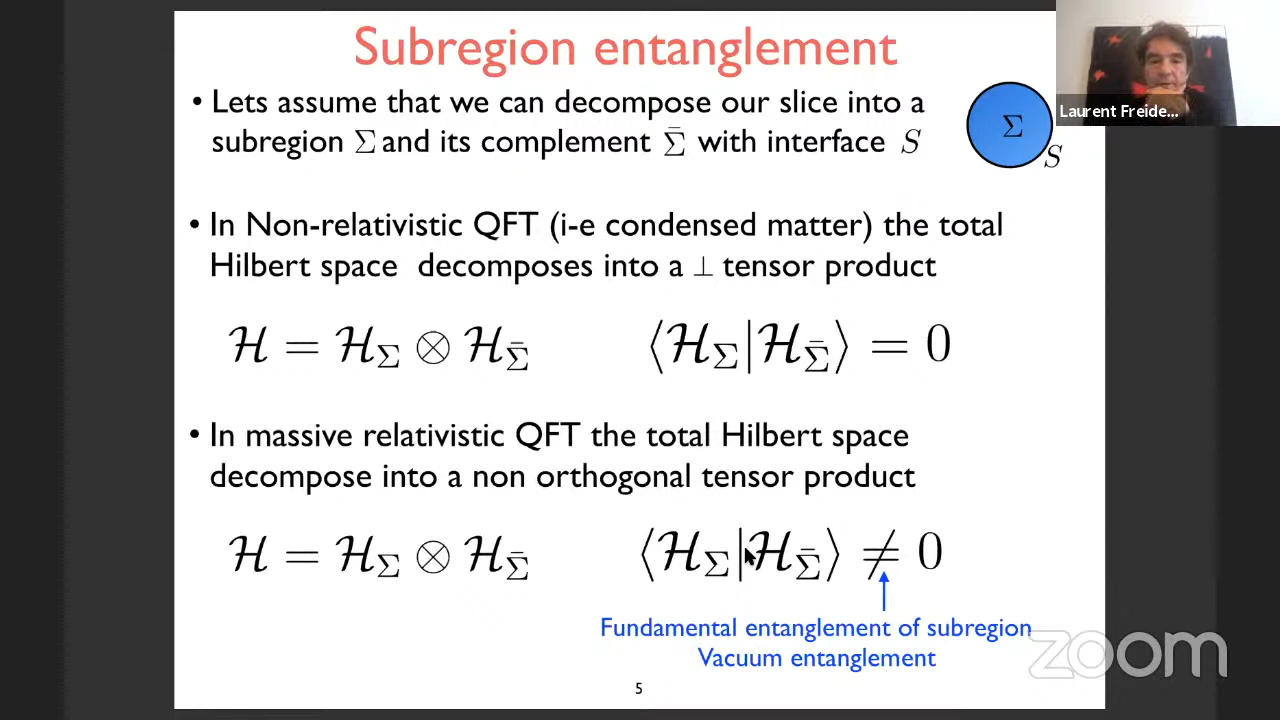 Subregion entanglement
• Lets assume that we can decompose our slice into a
subregion Σ and its complement Σ̄ with interface S
Σ
S
Laurent Freide...
• In Non-relativistic QFT (i-e condensed matter) the total
Hilbert space decomposes into a ⊥ tensor product
ℋ = ℋ_Σ ⊗ ℋ_Σ̄ ⟨ℋ_Σ|ℋ_Σ̄⟩ = 0
• In massive relativistic QFT the total Hilbert space
decompose into a non orthogonal tensor product
ℋ = ℋ_Σ ⊗ ℋ_Σ̄ ⟨ℋ_Σ|ℋ_Σ̄⟩ ≠ 0
Fundamental entanglement of subregion
Vacuum entanglement
zoom
5